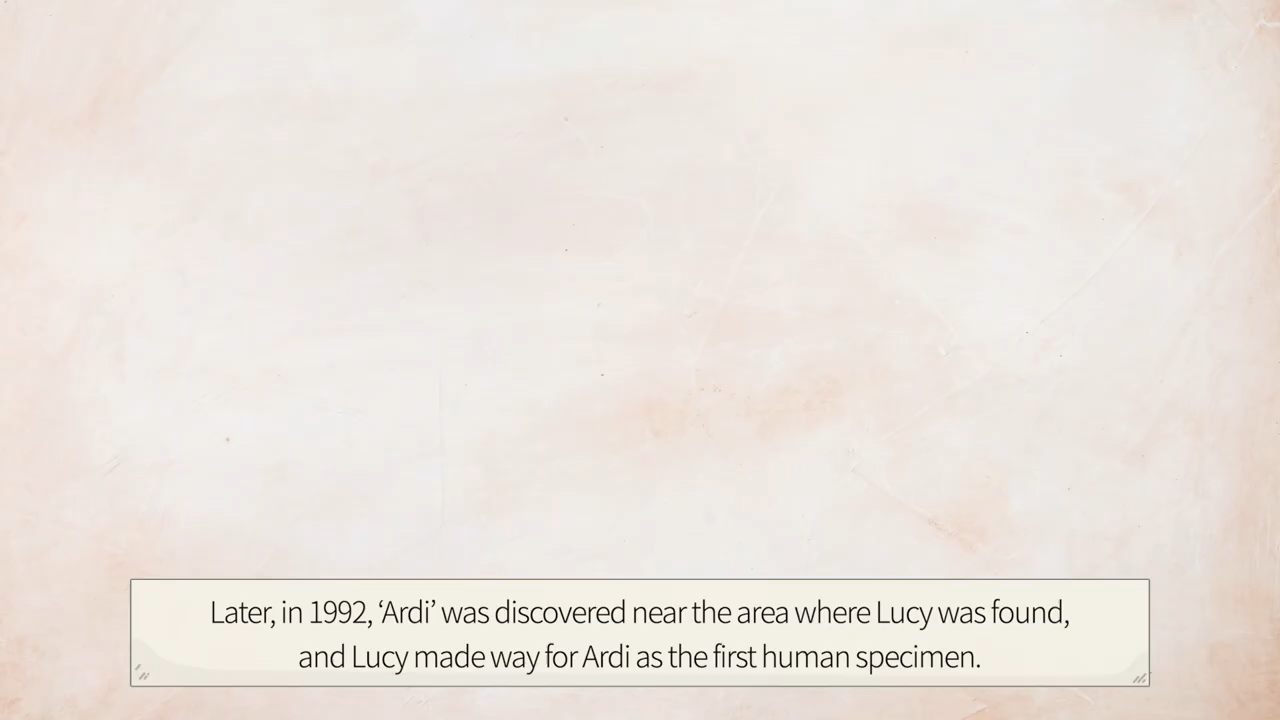 Later, in 1992, ‘Ardi’ was discovered near the area where Lucy was found,
and Lucy made way for Ardi as the first human specimen.